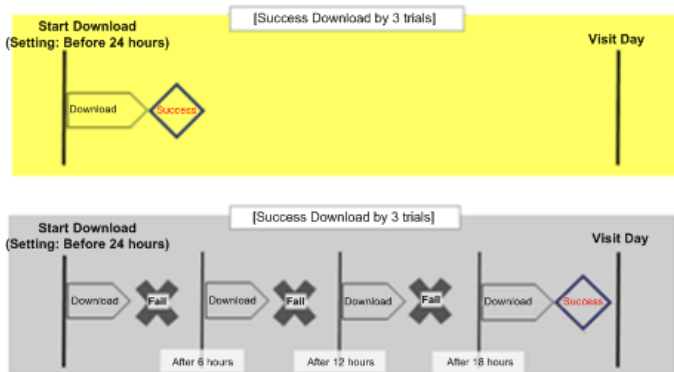 [Success Download by 3 trials]
Start Download
(Setting: Before 24 hours)
Visit Day
Download
Success
[Success Download by 3 trials]
Start Download
(Setting: Before 24 hours)
Visit Day
Download
Fail
Download
Fail
Download
Fail
Download
Success
After 6 hours
After 12 hours
After 18 hours